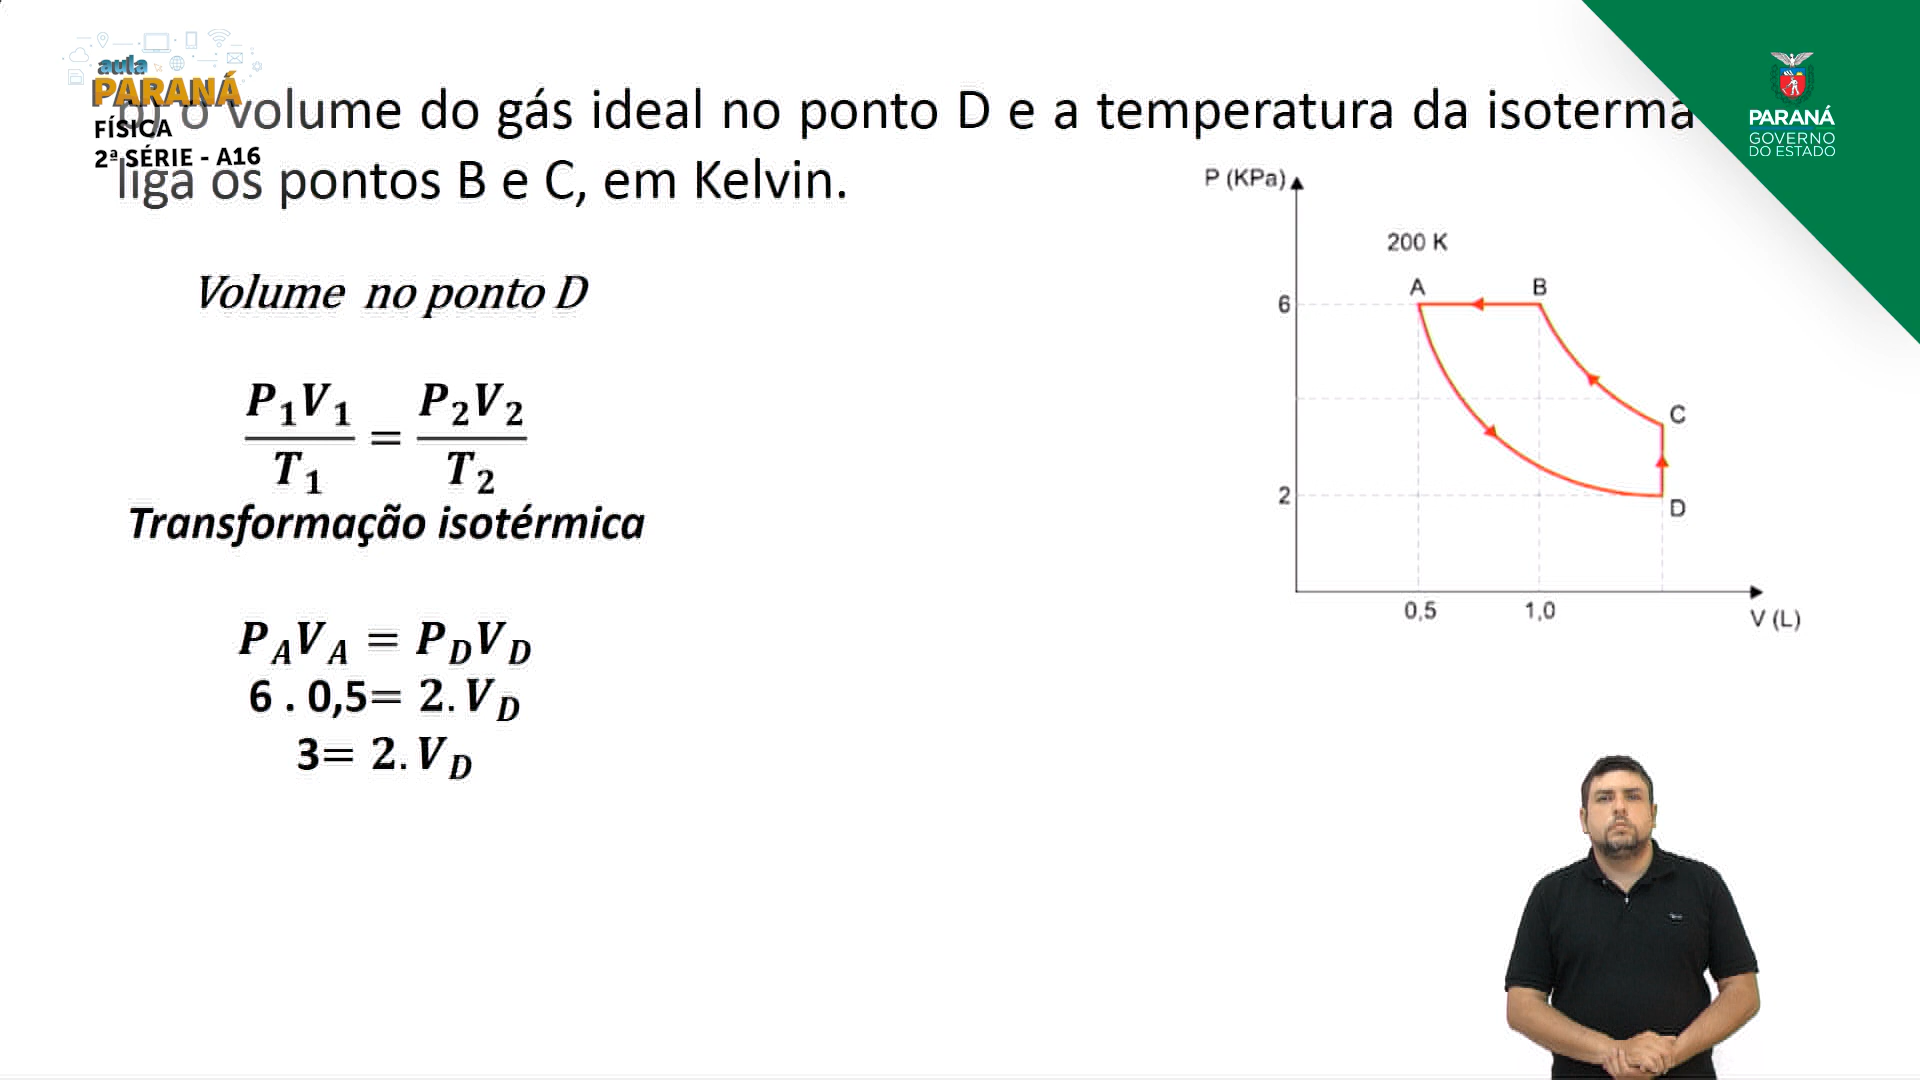 aula
PARANÁ
FÍSICA
2ª SÉRIE - A16
o volume do gás ideal no ponto D e a temperatura da isoterma
liga os pontos B e C, em Kelvin.
Volume no ponto D
P₁V₁/T₁ = P₂V₂/T₂
Transformação isotérmica
P_A V_A = P_D V_D
6 . 0,5= 2. V_D
3= 2. V_D
P (KPa)
200 K
A B
6
C
2
D
0,5 1,0
V (L)
PARANÁ
GOVERNO
DO ESTADO